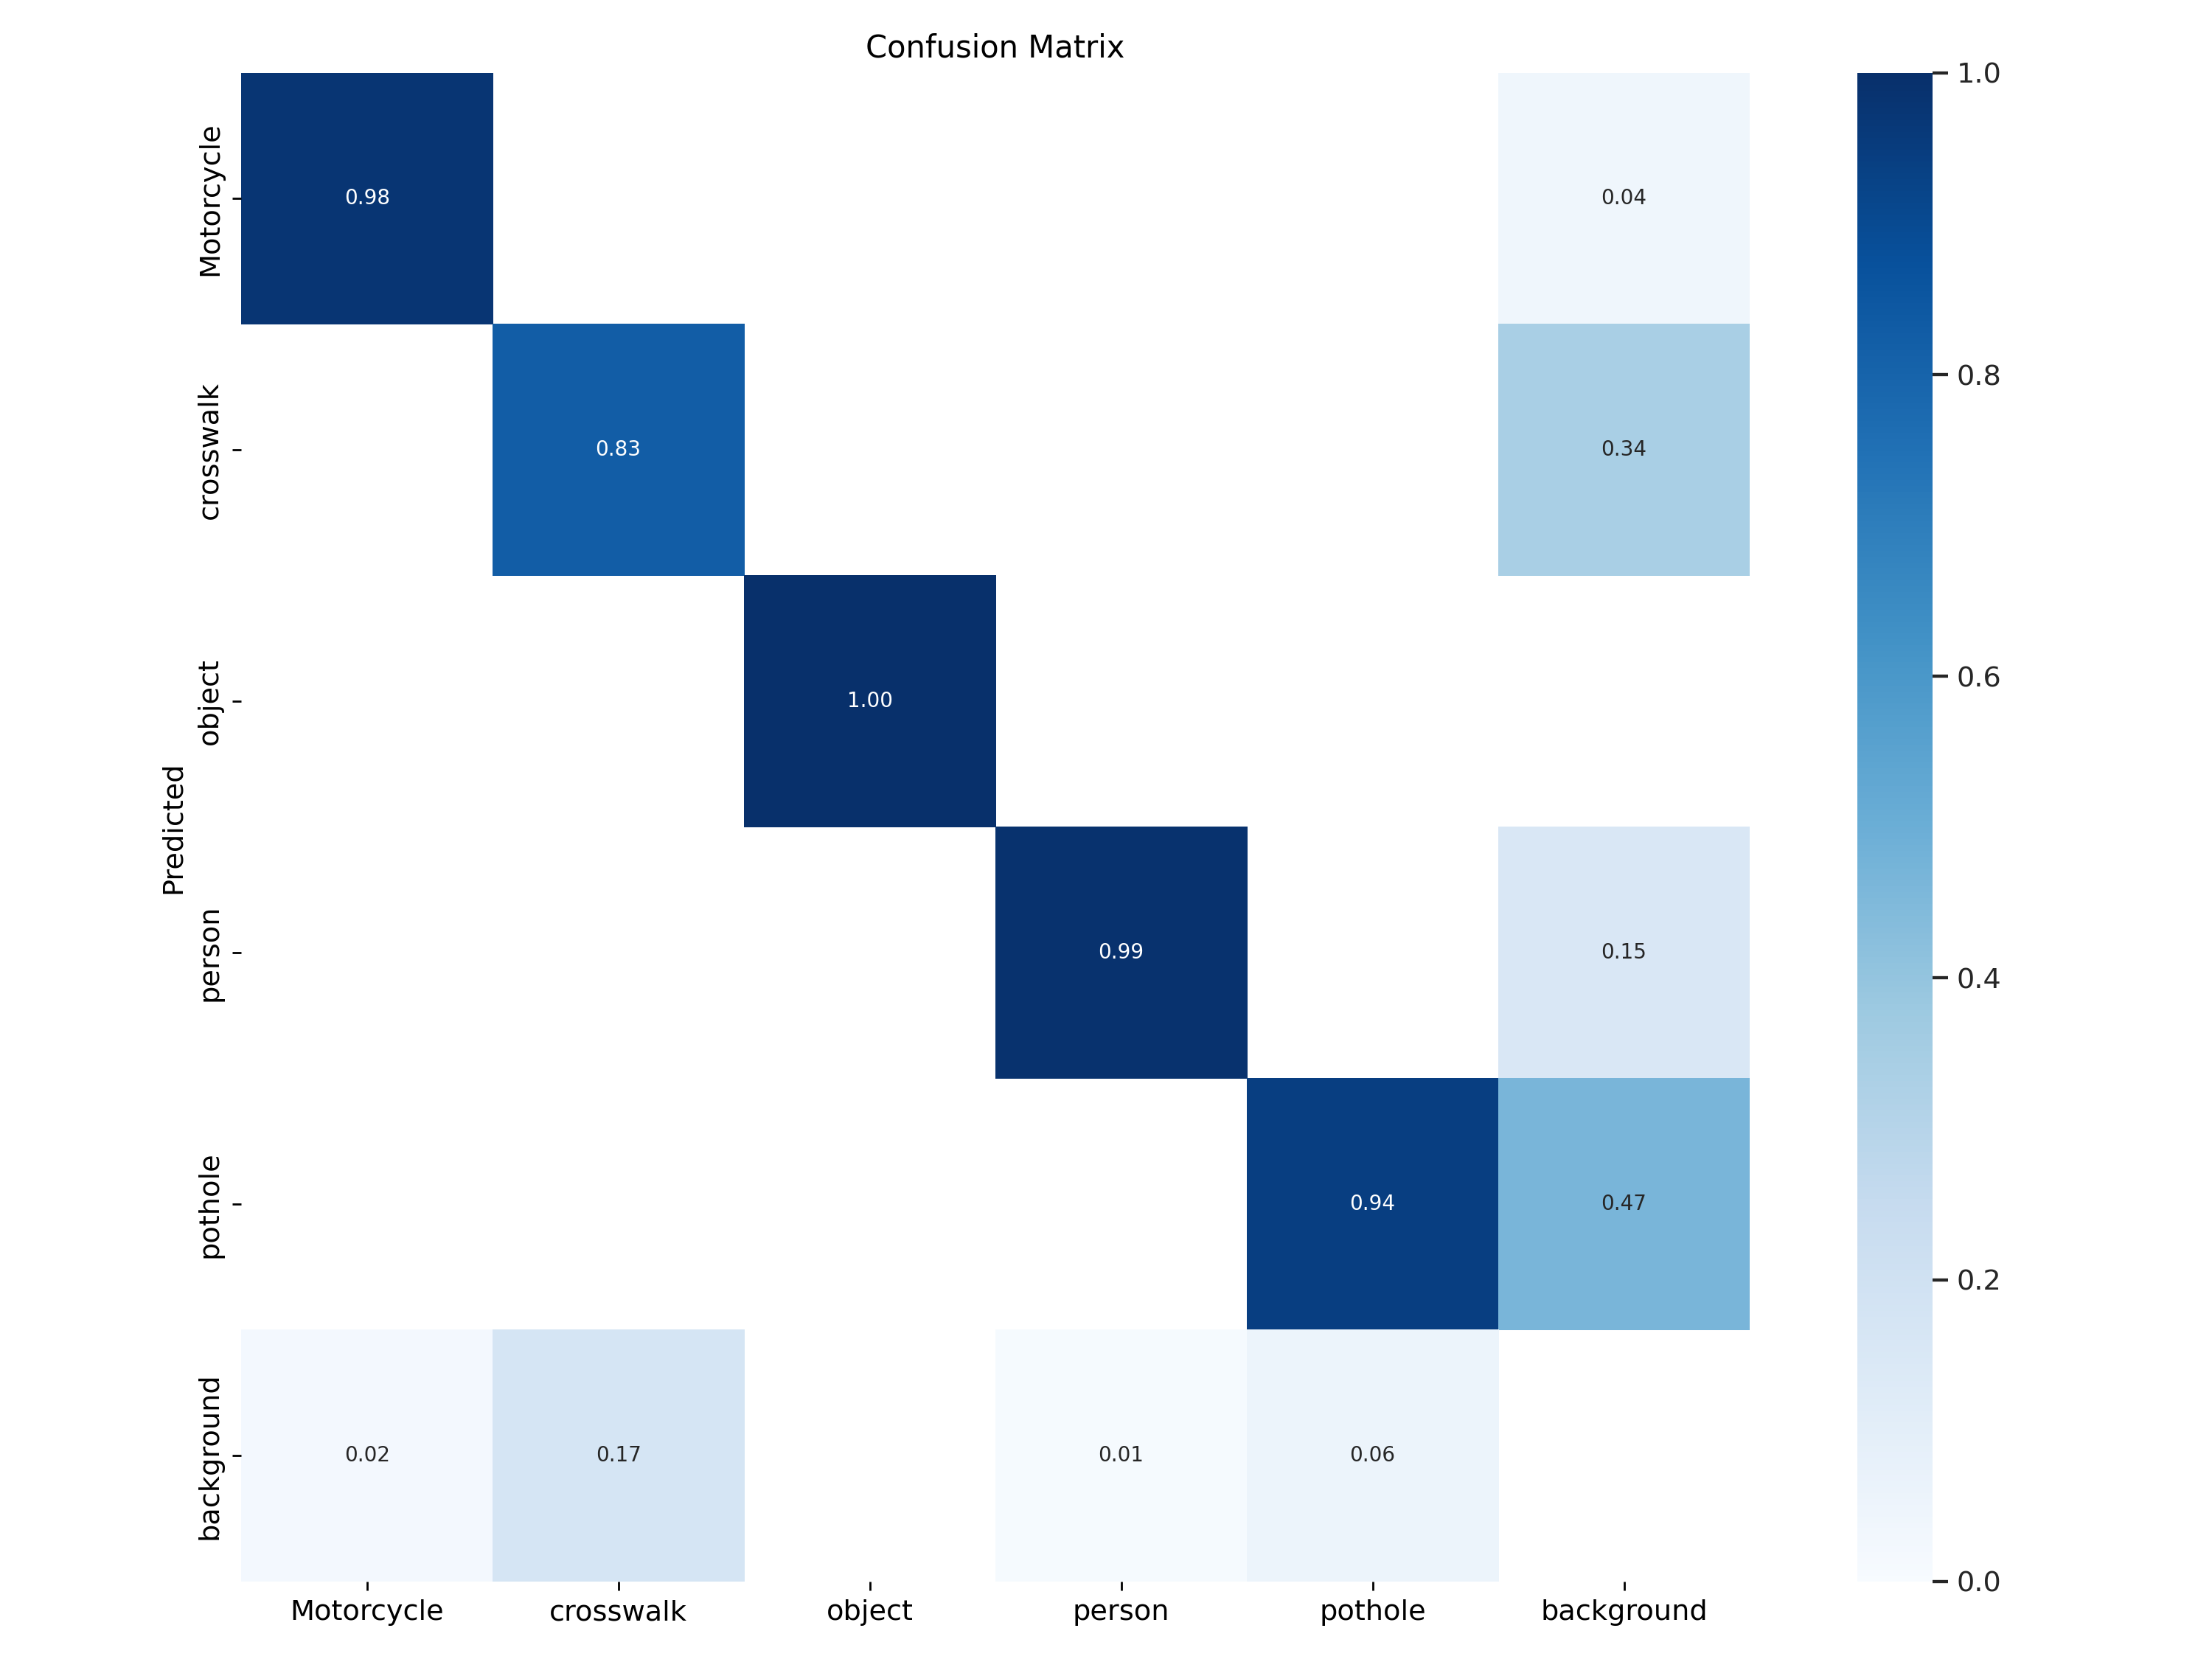 Confusion Matrix
Predicted
Motorcycle
0.98
0.04
crosswalk
0.83
0.34
object
1.00
person
0.99
0.15
pothole
0.94
0.47
background
0.02
0.17
0.01
0.06
Motorcycle
crosswalk
object
person
pothole
background
1.0
0.8
0.6
0.4
0.2
0.0